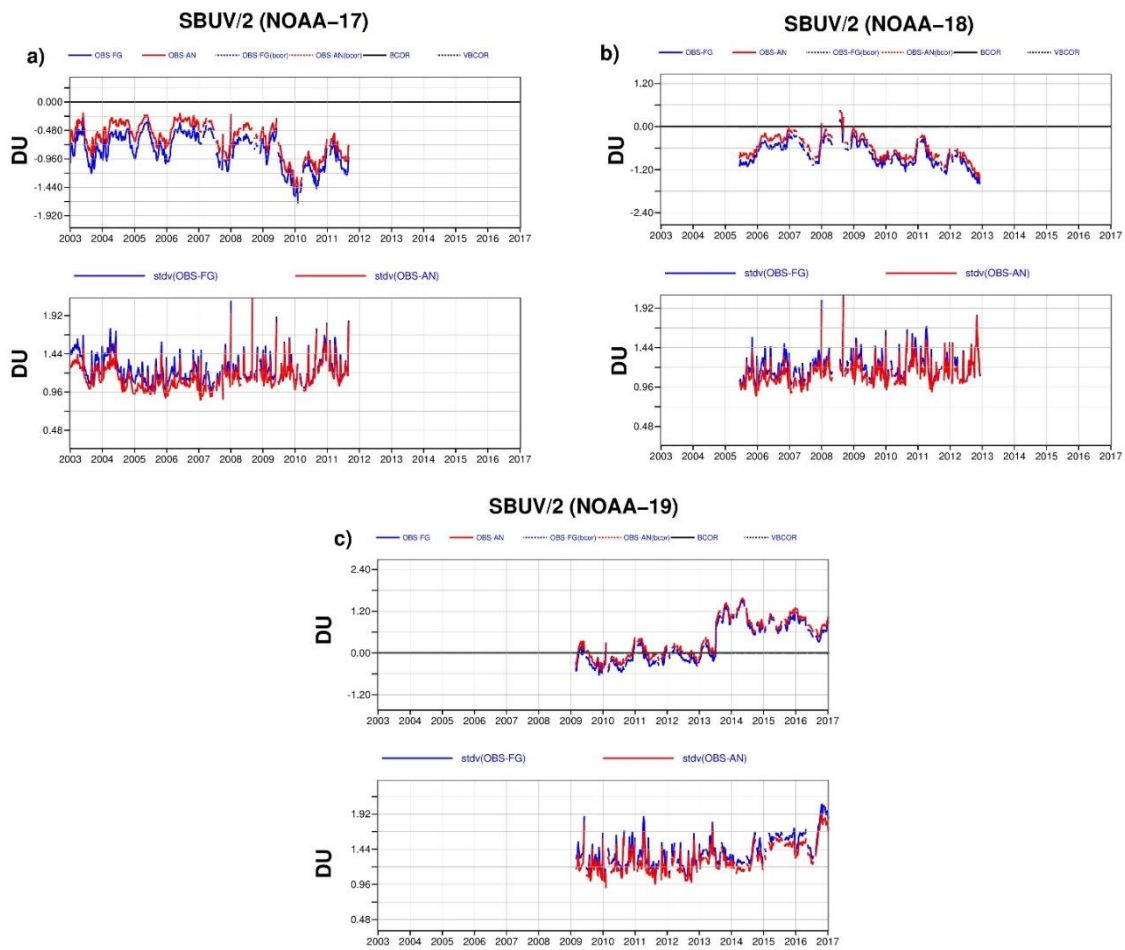 SBUV/2 (NOAA−17)
OBS-FG OBS-AN OBS-FG(bcor) OBS-AN(bcor) BCOR VBCOR
a)
DU
0.000
-0.480
-0.960
-1.440
-1.920
2003 2004 2005 2006 2007 2008 2009 2010 2011 2012 2013 2014 2015 2016 2017
stdv(OBS-FG) stdv(OBS-AN)
DU
1.92
1.44
0.96
0.48
2003 2004 2005 2006 2007 2008 2009 2010 2011 2012 2013 2014 2015 2016 2017
SBUV/2 (NOAA−18)
OBS-FG OBS-AN OBS-FG(bcor) OBS-AN(bcor) BCOR VBCOR
b)
DU
1.20
0.00
-1.20
-2.40
2003 2004 2005 2006 2007 2008 2009 2010 2011 2012 2013 2014 2015 2016 2017
stdv(OBS-FG) stdv(OBS-AN)
DU
1.92
1.44
0.96
0.48
2003 2004 2005 2006 2007 2008 2009 2010 2011 2012 2013 2014 2015 2016 2017
SBUV/2 (NOAA−19)
OBS-FG OBS-AN OBS-FG(bcor) OBS-AN(bcor) BCOR VBCOR
c)
DU
2.40
1.20
0.00
-1.20
2003 2004 2005 2006 2007 2008 2009 2010 2011 2012 2013 2014 2015 2016 2017
stdv(OBS-FG) stdv(OBS-AN)
DU
1.92
1.44
0.96
0.48
2003 2004 2005 2006 2007 2008 2009 2010 2011 2012 2013 2014 2015 2016 2017